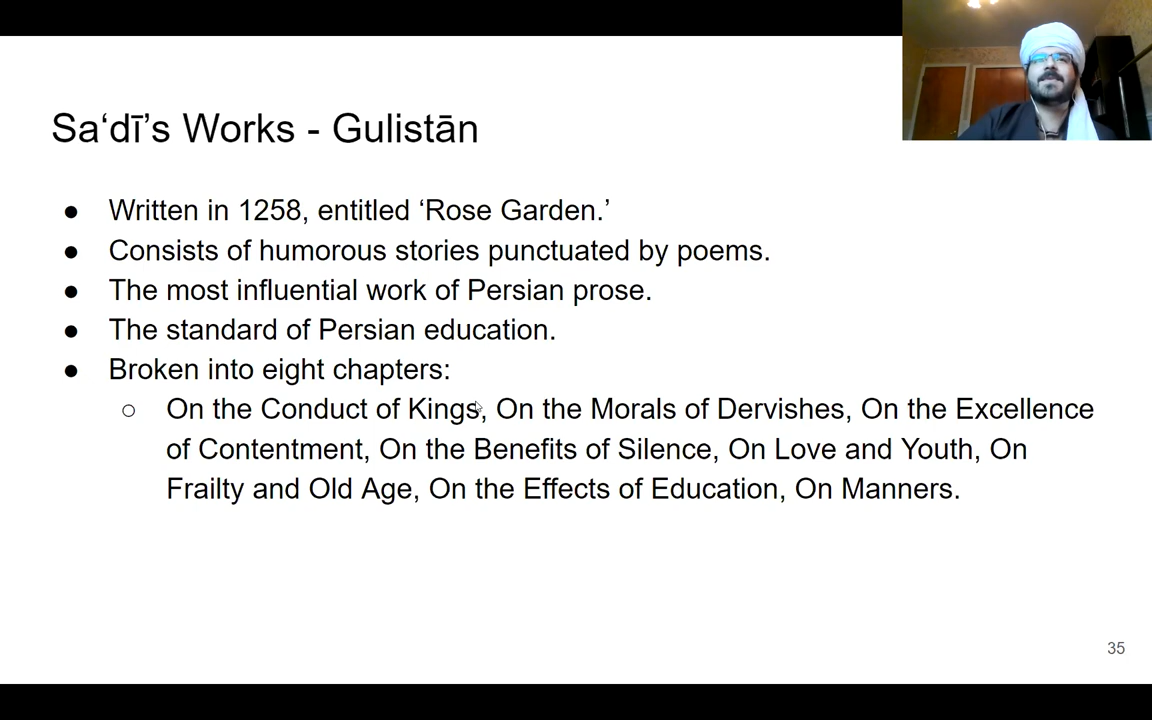 Sa‘dī’s Works - Gulistān
● Written in 1258, entitled ‘Rose Garden.’
● Consists of humorous stories punctuated by poems.
● The most influential work of Persian prose.
● The standard of Persian education.
● Broken into eight chapters:
○ On the Conduct of Kings, On the Morals of Dervishes, On the Excellence
of Contentment, On the Benefits of Silence, On Love and Youth, On
Frailty and Old Age, On the Effects of Education, On Manners.
35